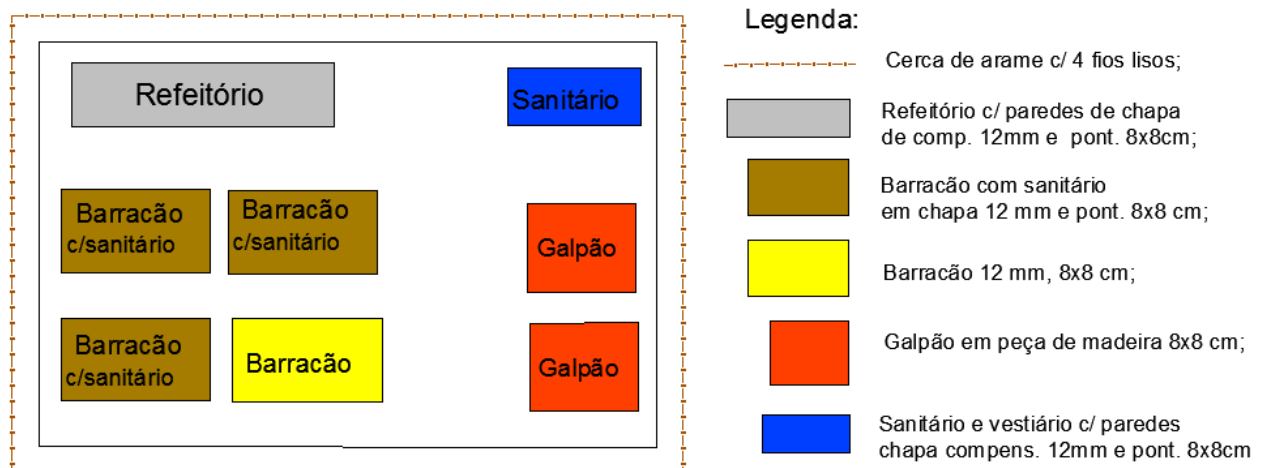 Refeitório
Sanitário
Barracão
c/sanitário
Barracão
c/sanitário
Galpão
Barracão
c/sanitário
Barracão
Galpão
Legenda:
Cerca de arame c/ 4 fios lisos;
Refeitório c/ paredes de chapa
de comp. 12mm e pont. 8x8cm;
Barracão com sanitário
em chapa 12 mm e pont. 8x8 cm;
Barracão 12 mm, 8x8 cm;
Galpão em peça de madeira 8x8 cm;
Sanitário e vestiário c/ paredes
chapa compens. 12mm e pont. 8x8cm